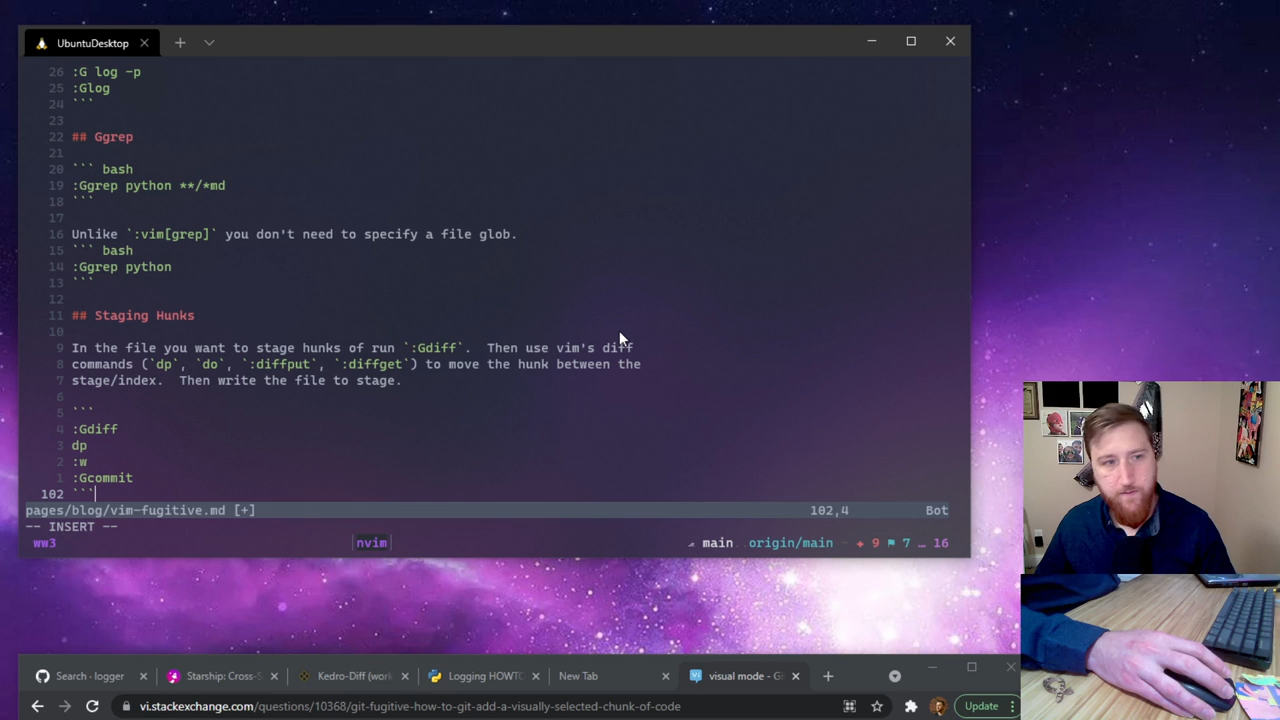 UbuntuDesktop
26 :G log -p
25 :Glog
24 ```
23
22 ## Ggrep
21
20 ``` bash
19 :Ggrep python **/*md
18 ```
17
16 Unlike `:vim[grep]` you don't need to specify a file glob.
15 ``` bash
14 :Ggrep python
13 ```
12
11 ## Staging Hunks
10
9 In the file you want to stage hunks of run `:Gdiff`.  Then use vim's diff
8 commands (`dp`, `do`, `:diffput`, `:diffget`) to move the hunk between the
7 stage/index.  Then write the file to stage.
6
5 ```
4 :Gdiff
3 dp
2 :w
1 :Gcommit
102 ```
pages/blog/vim-fugitive.md [+] 102,4 Bot
-- INSERT --
ww3 nvim main origin/main ~ 9 7 … 16
Search - logger Starship: Cross-S Kedro-Diff (work Logging HOWTO New Tab visual mode - Gi
vi.stackexchange.com/questions/10368/git-fugitive-how-to-git-add-a-visually-selected-chunk-of-code Update